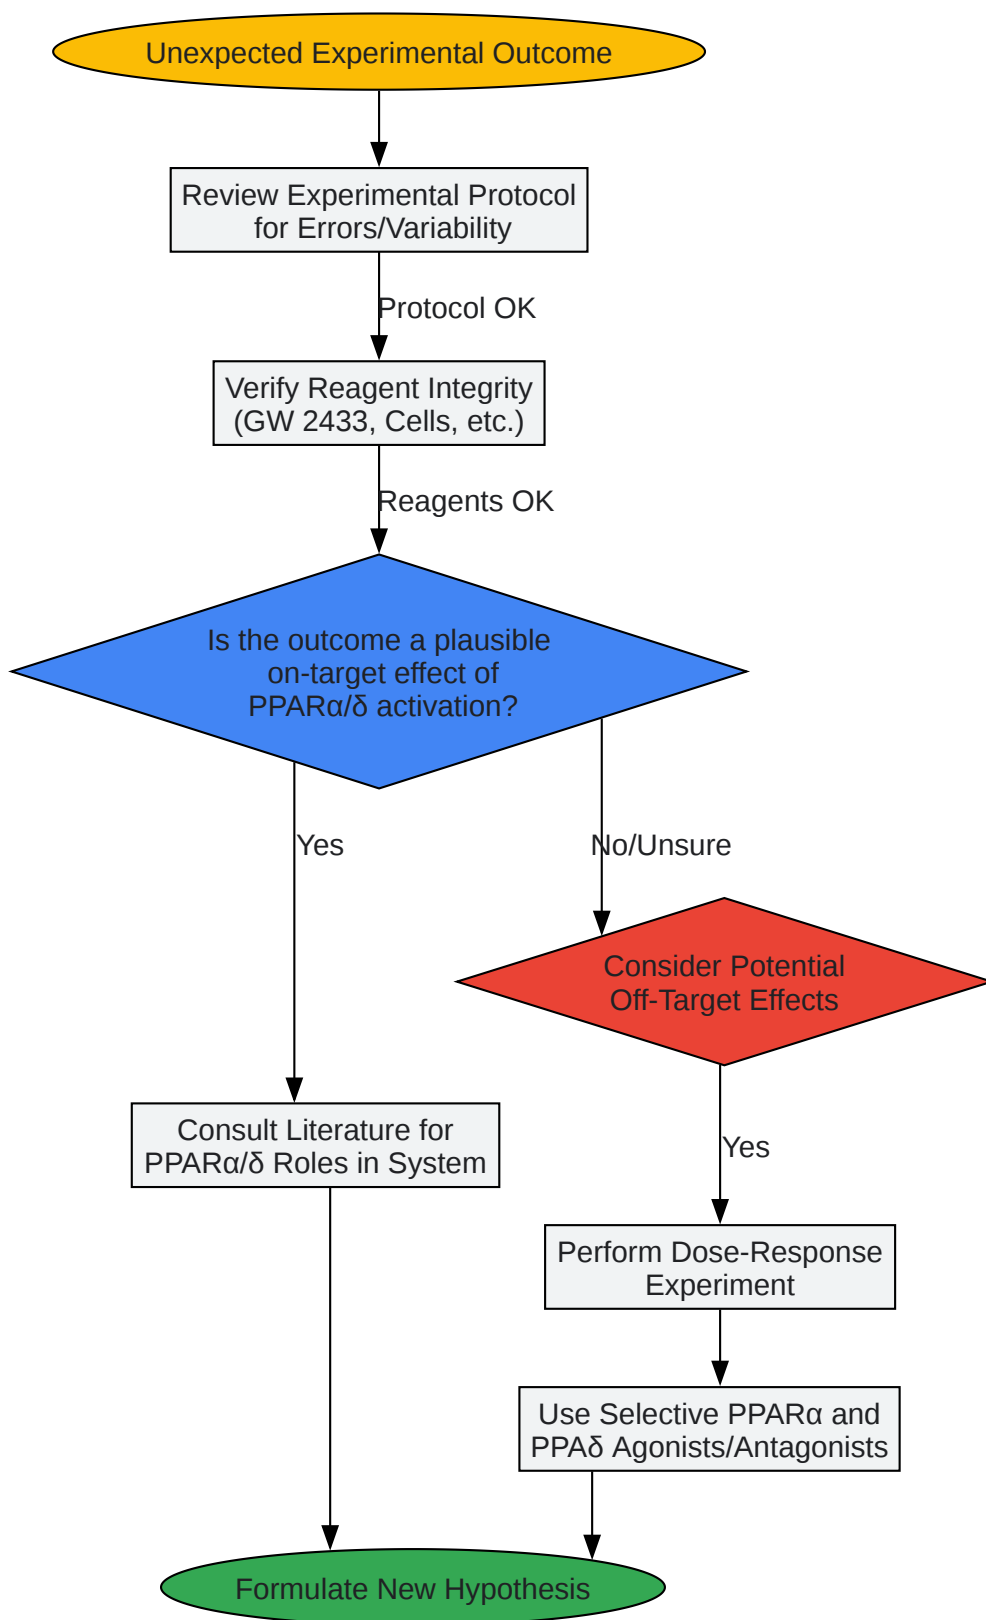 Unexpected Experimental Outcome
Review Experimental Protocol
for Errors/Variability
Protocol OK
Verify Reagent Integrity
(GW 2433, Cells, etc.)
Reagents OK
Is the outcome a plausible
on-target effect of
PPARα/δ activation?
Yes
No/Unsure
Consider Potential
Off-Target Effects
Consult Literature for
PPARα/δ Roles in System
Yes
Perform Dose-Response
Experiment
Use Selective PPARα and
PPAδ Agonists/Antagonists
Formulate New Hypothesis